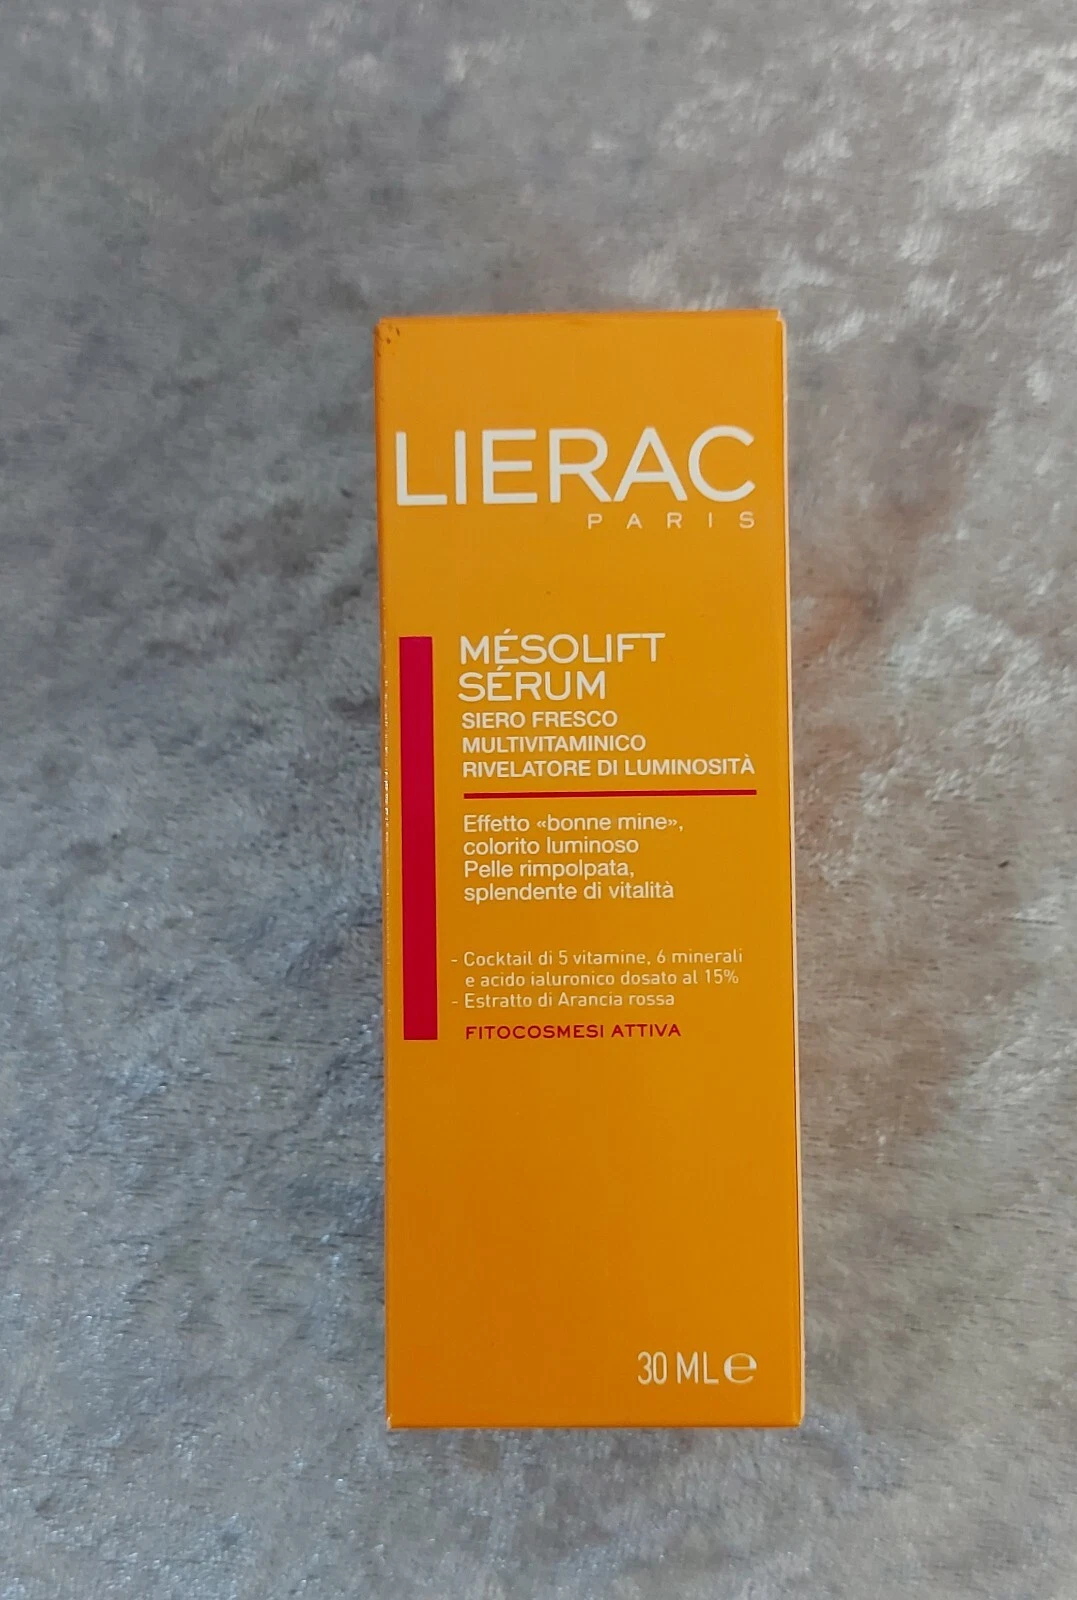 LIERAC
PARIS
MÉSOLIFT
SÉRUM
SIERO FRESCO
MULTIVITAMINICO
RIVELATORE DI LUMINOSITÀ
Effetto «bonne mine»,
colorito luminoso
Pelle rimpolpata,
splendente di vitalità
- Cocktail di 5 vitamine, 6 minerali
e acido ialuronico dosato al 15%
- Estratto di Arancia rossa
FITOCOSMESI ATTIVA
30 ML ℮